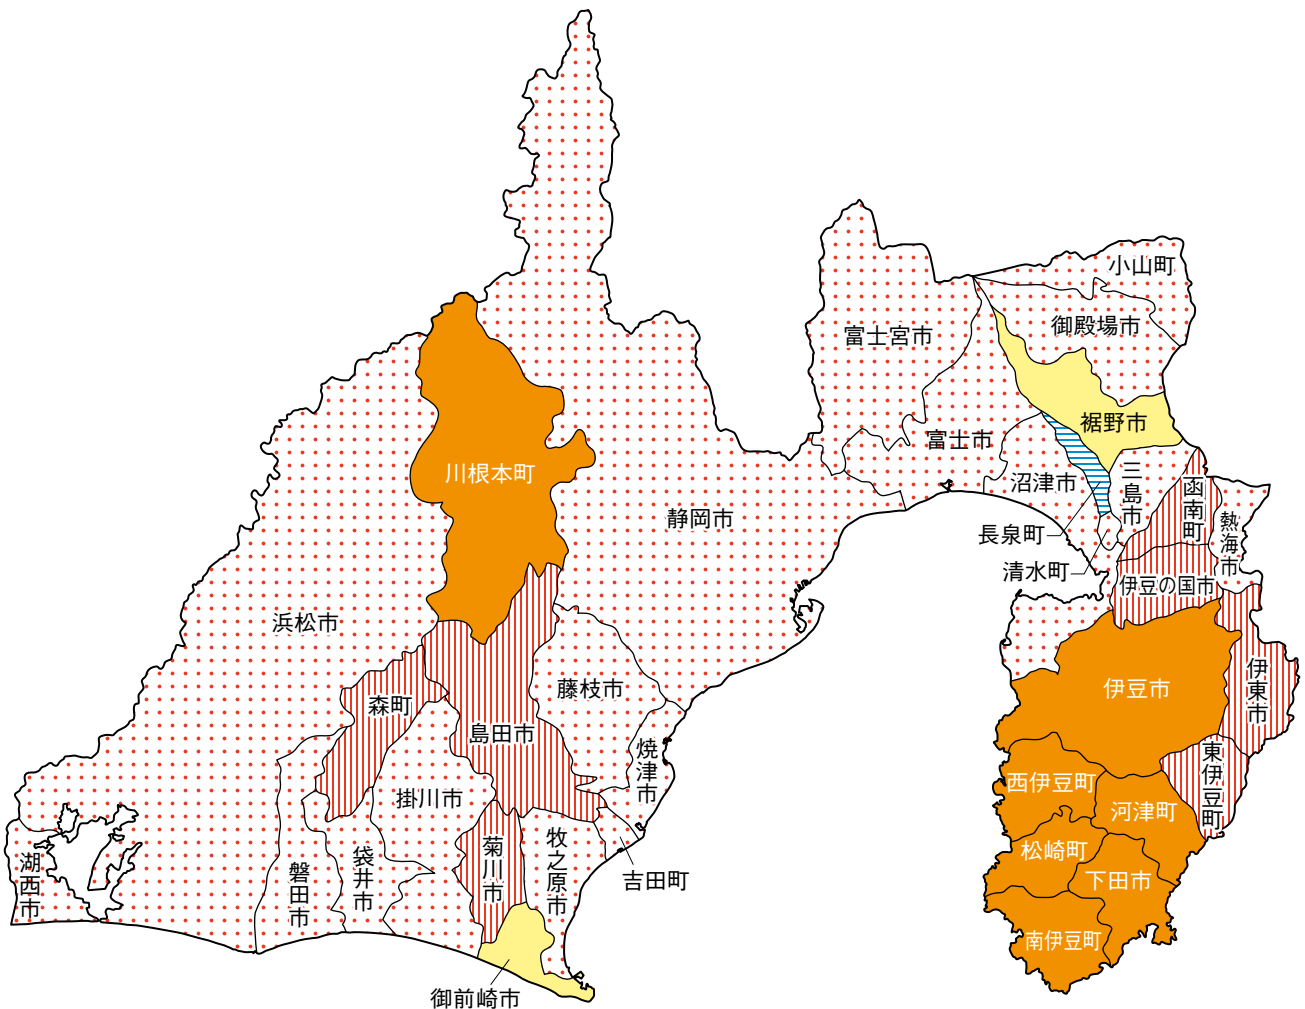 小山町
御殿場市
富士宮市
裾野市
富士市
三島市
川根本町
沼津市
函南町
静岡市
熱海市
長泉町
清水町
伊豆の国市
浜松市
伊豆市
伊東市
藤枝市
森町
島田市
焼津市
東伊豆町
西伊豆町
掛川市
河津町
菊川市
牧之原市
松崎町
湖西市
磐田市
袋井市
吉田町
下田市
南伊豆町
御前崎市